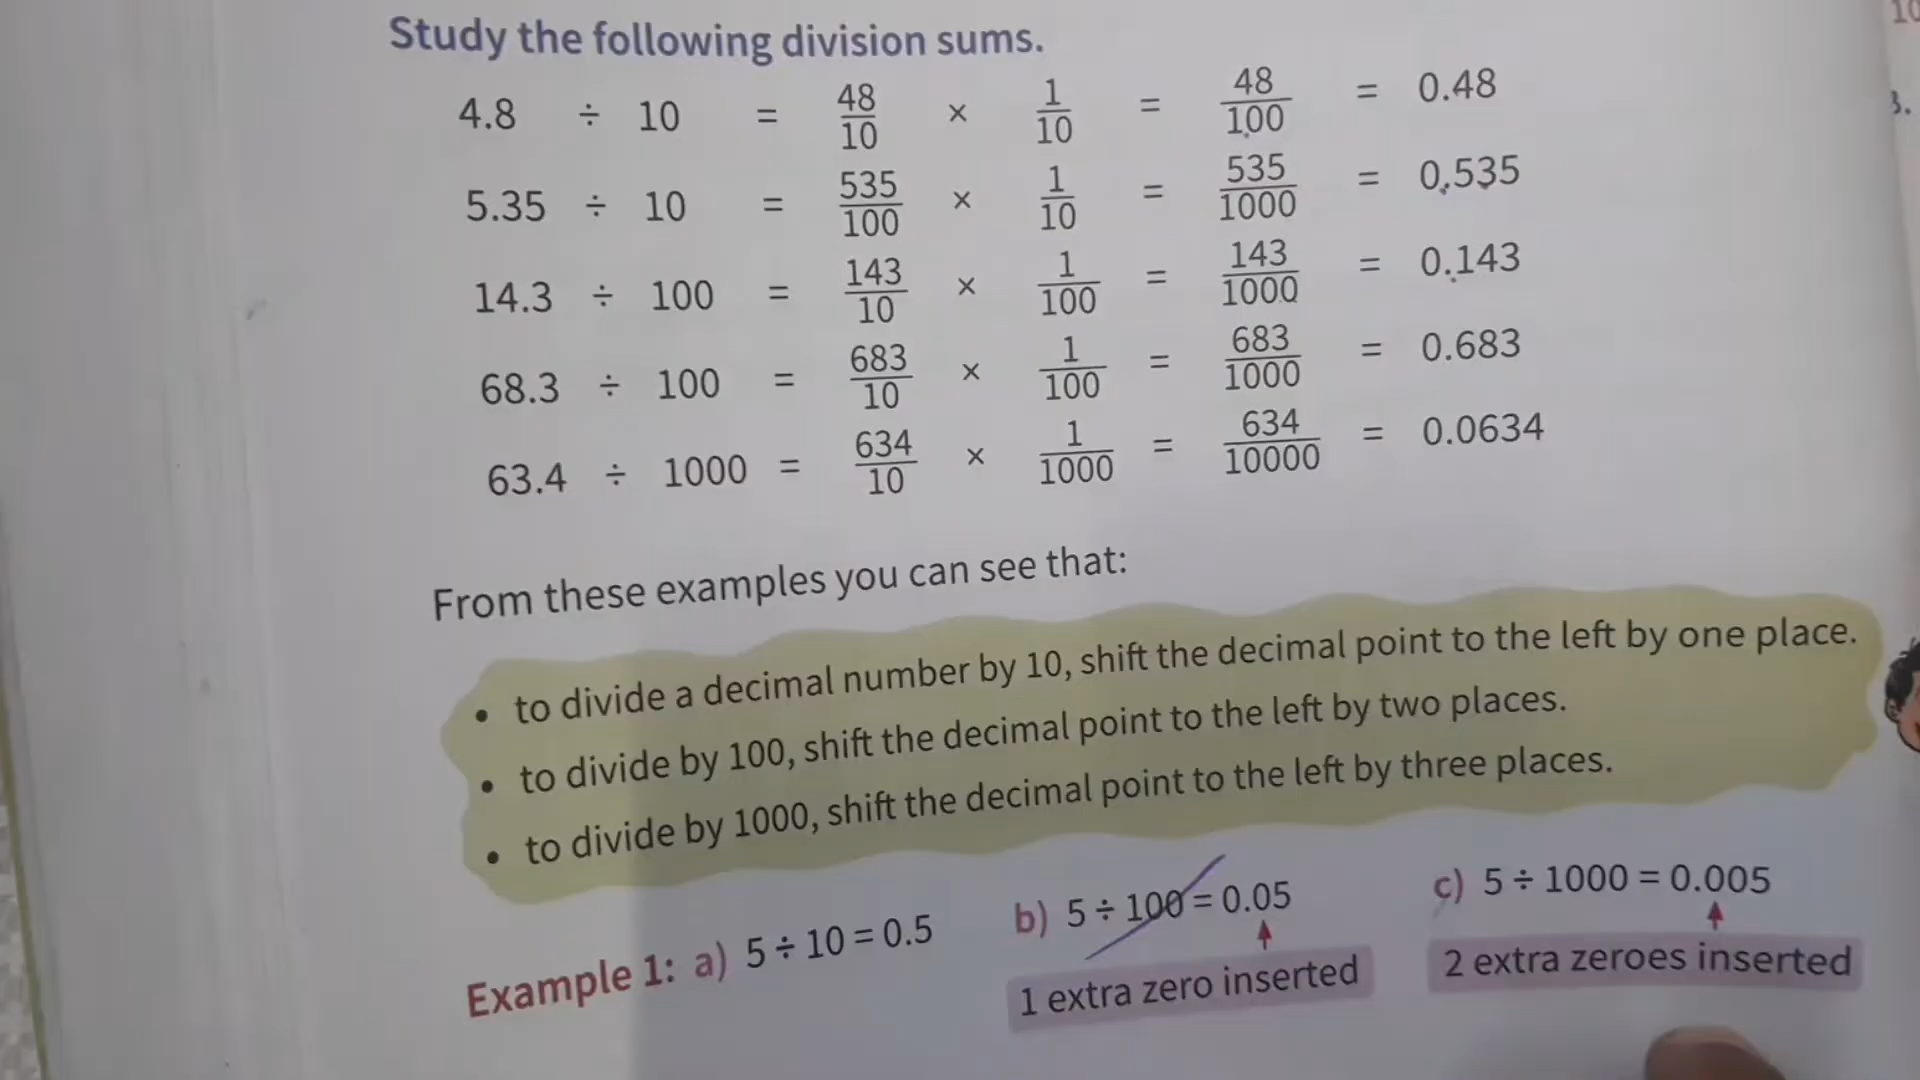 Study the following division sums.
4.8 ÷ 10 = 48/10 × 1/10 = 48/100 = 0.48
5.35 ÷ 10 = 535/100 × 1/10 = 535/1000 = 0.535
14.3 ÷ 100 = 143/10 × 1/100 = 143/1000 = 0.143
68.3 ÷ 100 = 683/10 × 1/100 = 683/1000 = 0.683
63.4 ÷ 1000 = 634/10 × 1/1000 = 634/10000 = 0.0634
From these examples you can see that:
• to divide a decimal number by 10, shift the decimal point to the left by one place.
• to divide by 100, shift the decimal point to the left by two places.
• to divide by 1000, shift the decimal point to the left by three places.
Example 1: a) 5 ÷ 10 = 0.5 b) 5 ÷ 100 = 0.05 c) 5 ÷ 1000 = 0.005
1 extra zero inserted 2 extra zeroes inserted